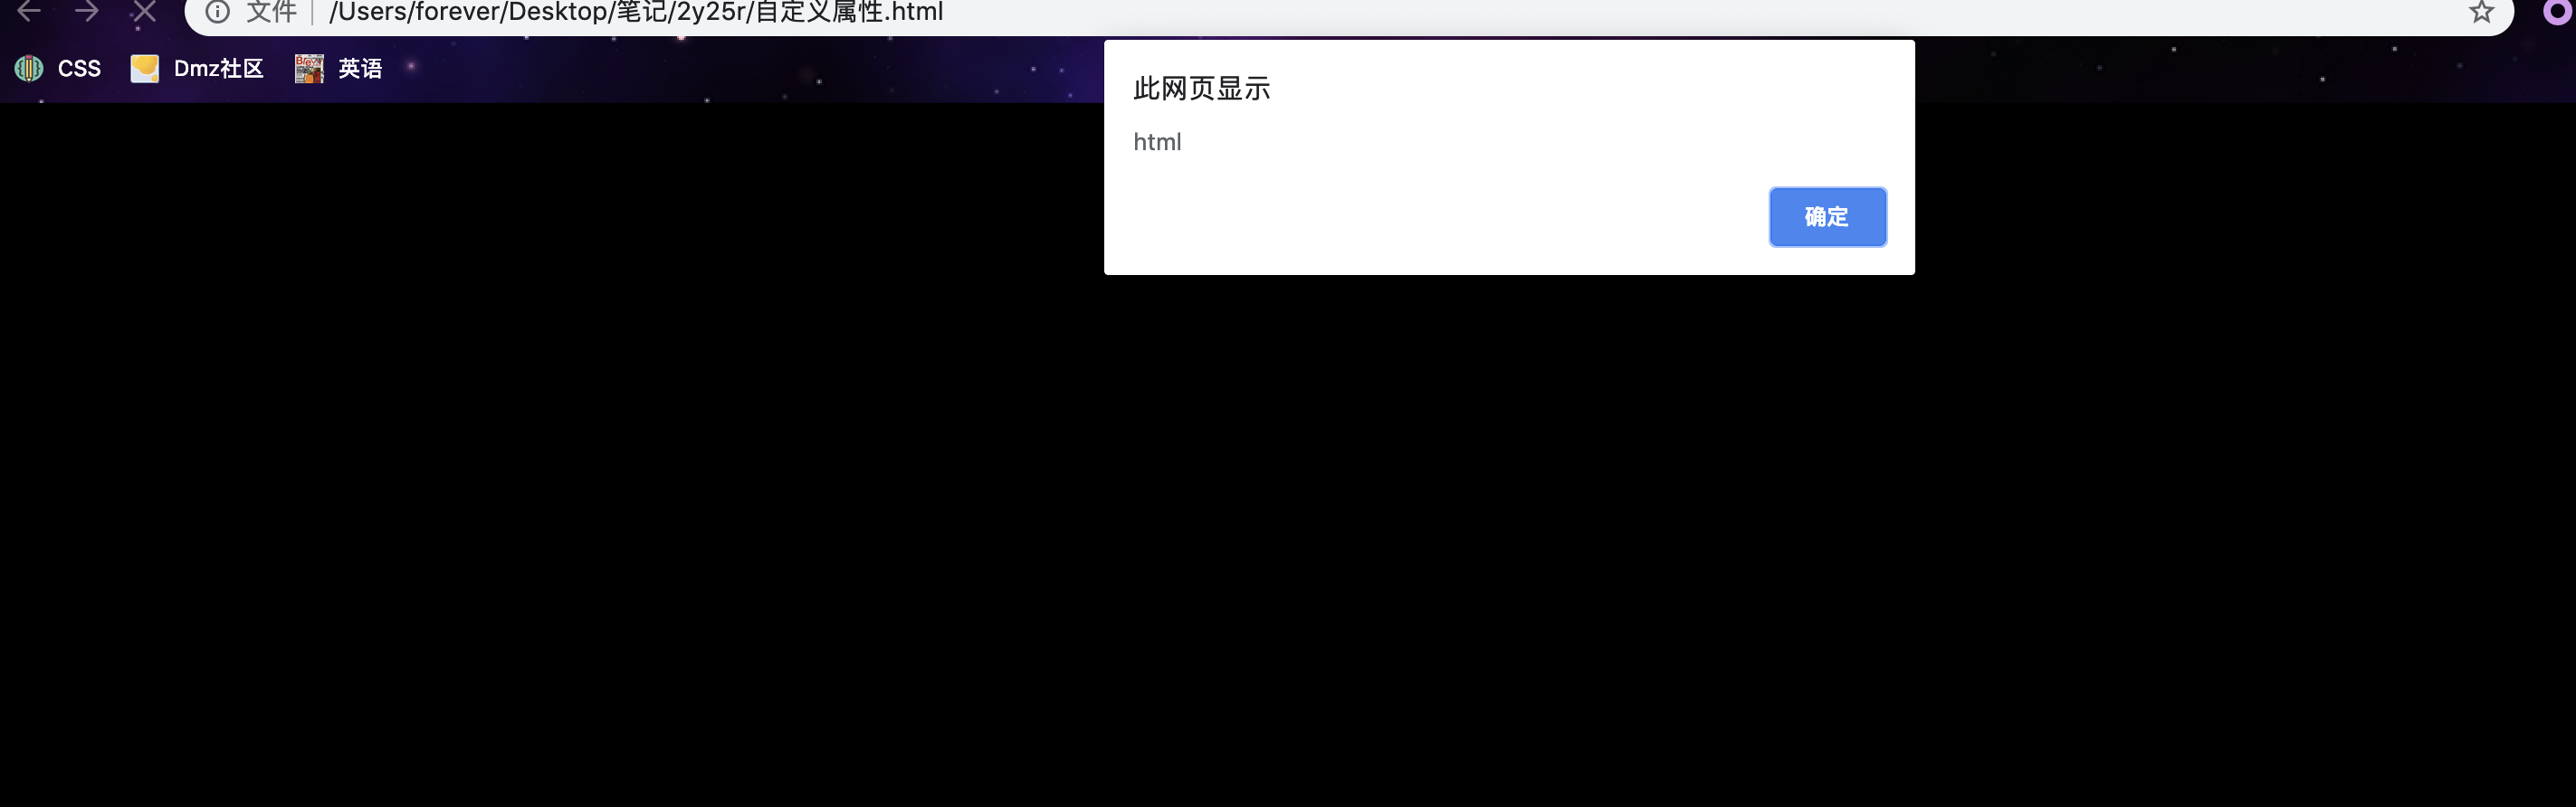 文件 | /Users/forever/Desktop/笔记/2y25r/自定义属性.html
CSS Dmz社区 英语
此网页显示
html
确定